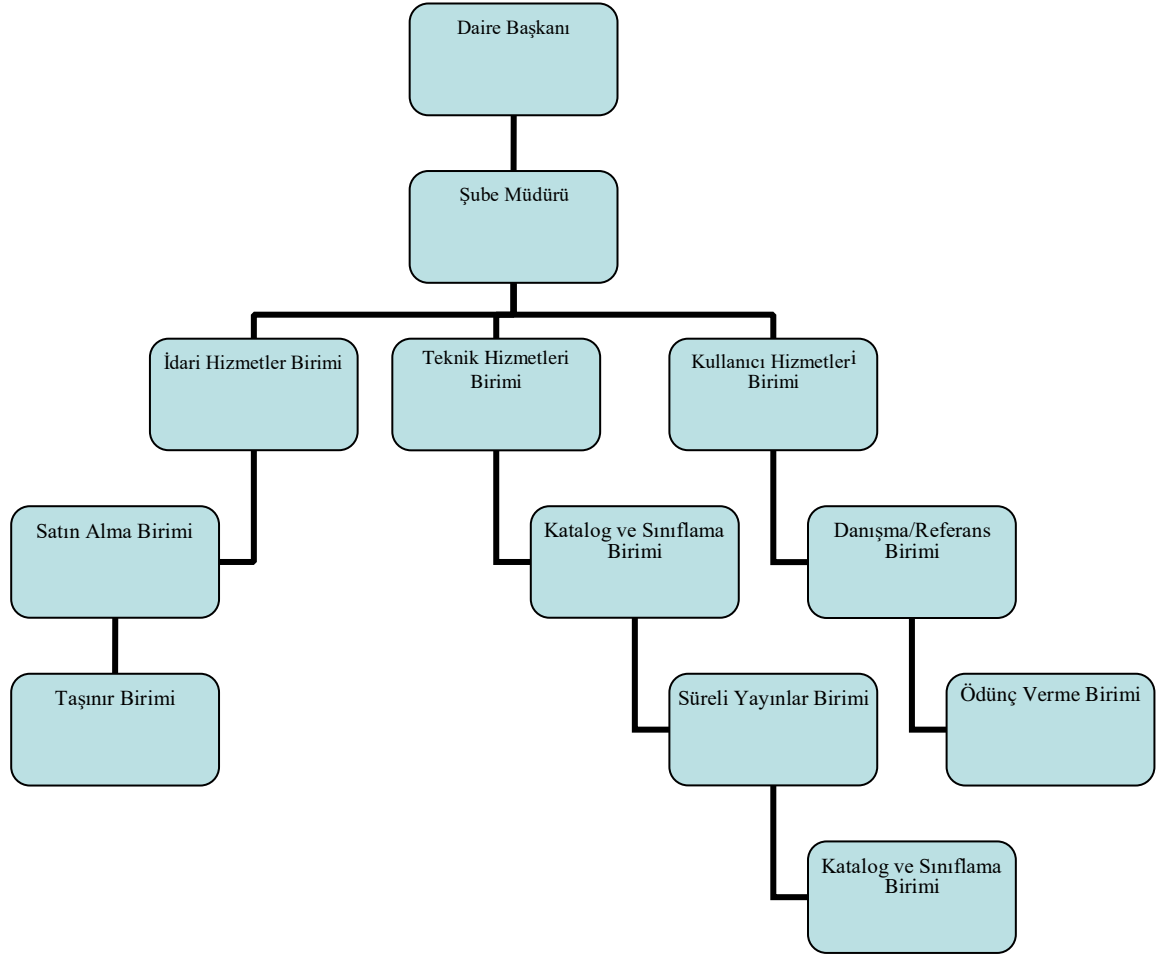 Daire Başkanı
Şube Müdürü
İdari Hizmetler Birimi
Teknik Hizmetleri
Birimi
Kullanıcı Hizmetleri
Birimi
Satın Alma Birimi
Katalog ve Sınıflama
Birimi
Danışma/Referans
Birimi
Taşınır Birimi
Süreli Yayınlar Birimi
Ödünç Verme Birimi
Katalog ve Sınıflama
Birimi